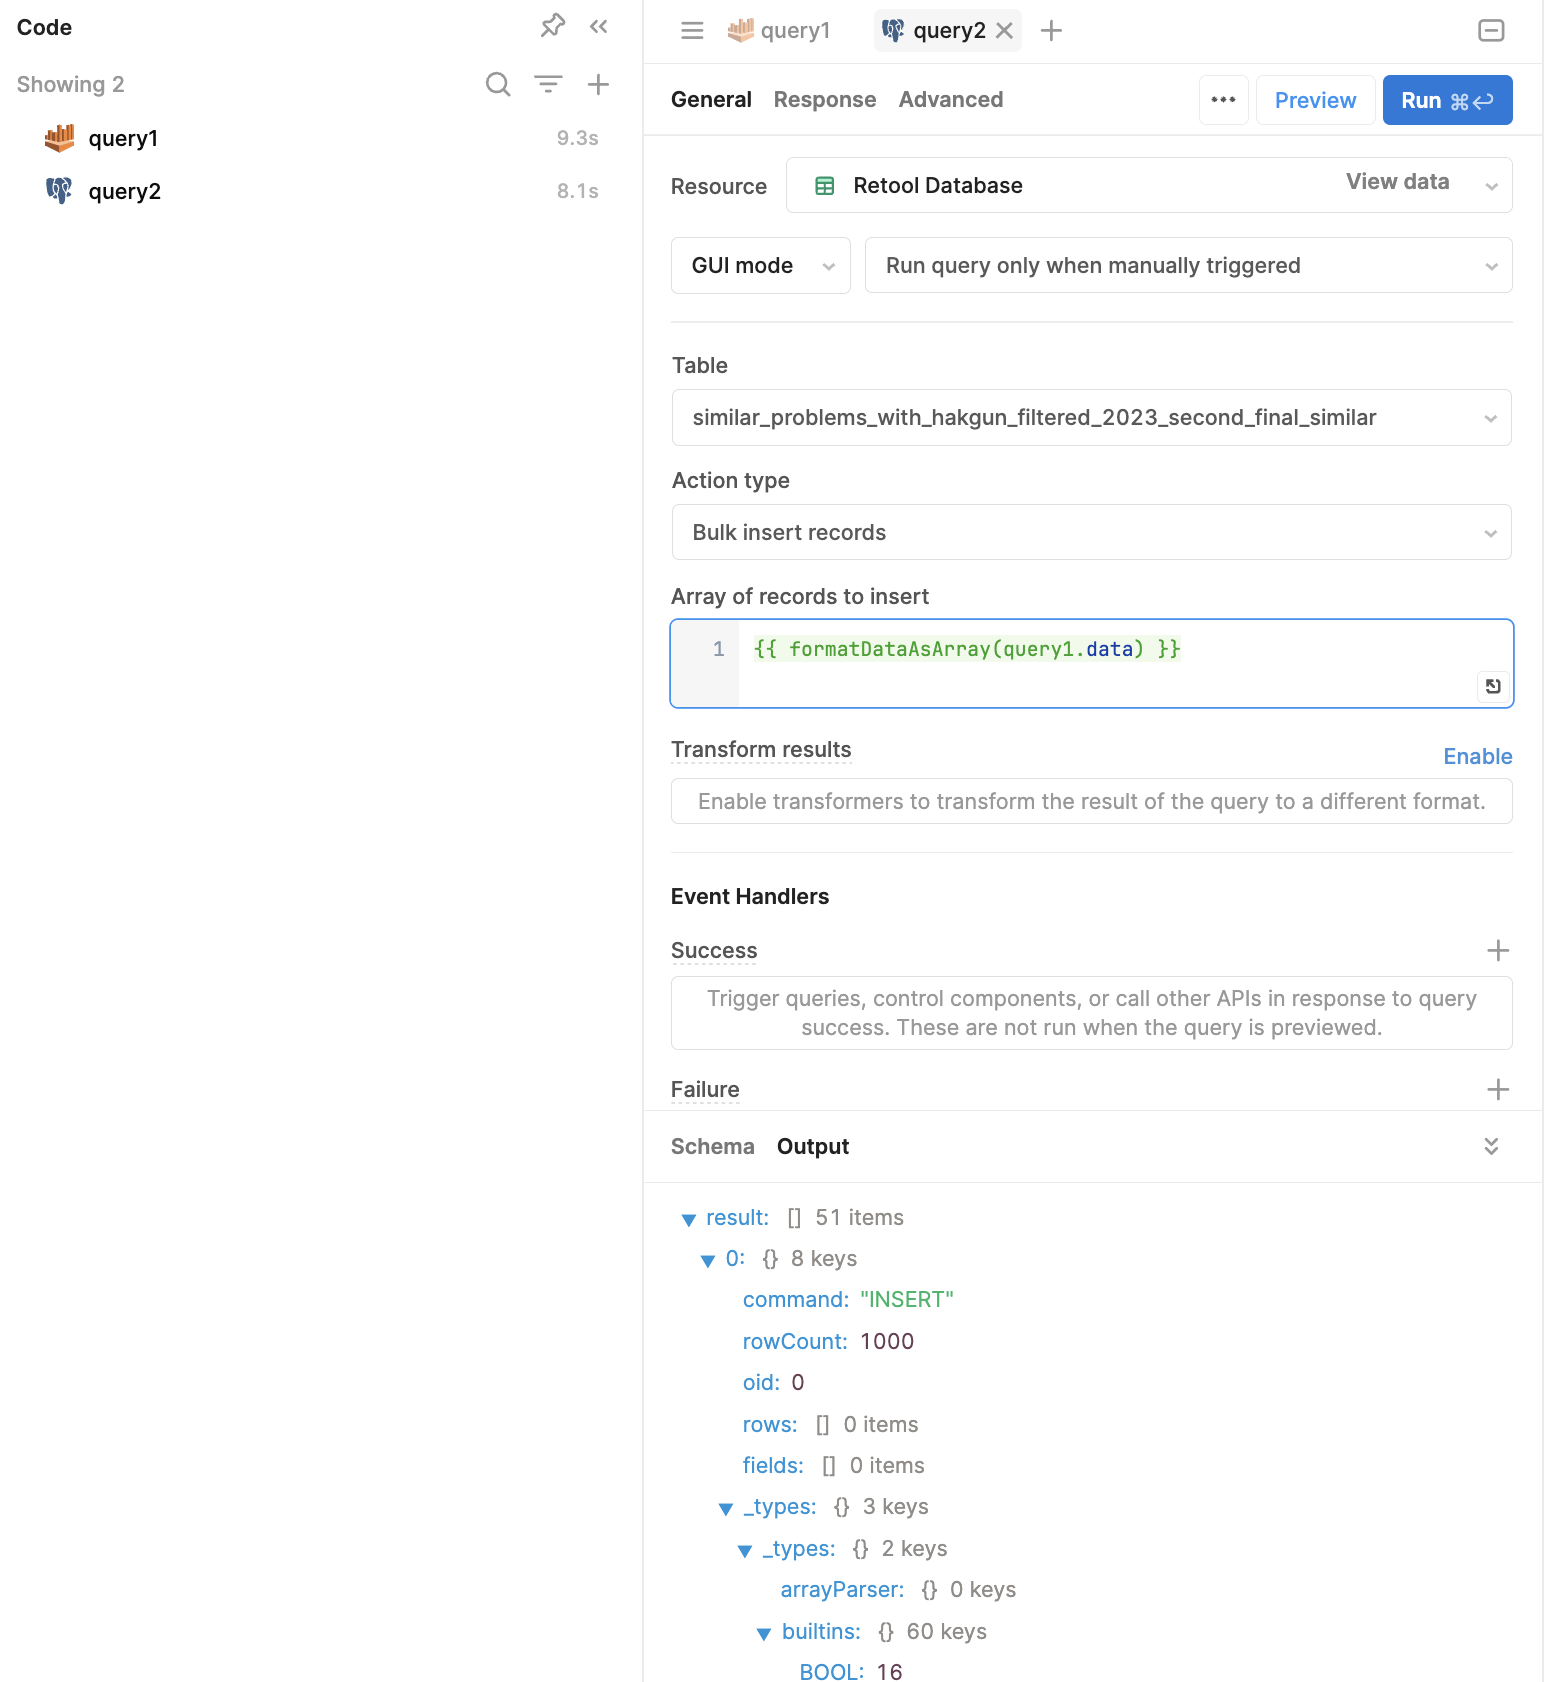 Code
Showing 2
query1 9.3s
query2 8.1s
query1 query2
General Response Advanced ••• Preview Run ⌘↩
Resource Retool Database View data
GUI mode Run query only when manually triggered
Table
similar_problems_with_hakgun_filtered_2023_second_final_similar
Action type
Bulk insert records
Array of records to insert
1 {{ formatDataAsArray(query1.data) }}
Transform results Enable
Enable transformers to transform the result of the query to a different format.
Event Handlers
Success
Trigger queries, control components, or call other APIs in response to query
success. These are not run when the query is previewed.
Failure
Schema Output
result: [] 51 items
0: {} 8 keys
command: "INSERT"
rowCount: 1000
oid: 0
rows: [] 0 items
fields: [] 0 items
_types: {} 3 keys
_types: {} 2 keys
arrayParser: {} 0 keys
builtins: {} 60 keys
BOOL: 16